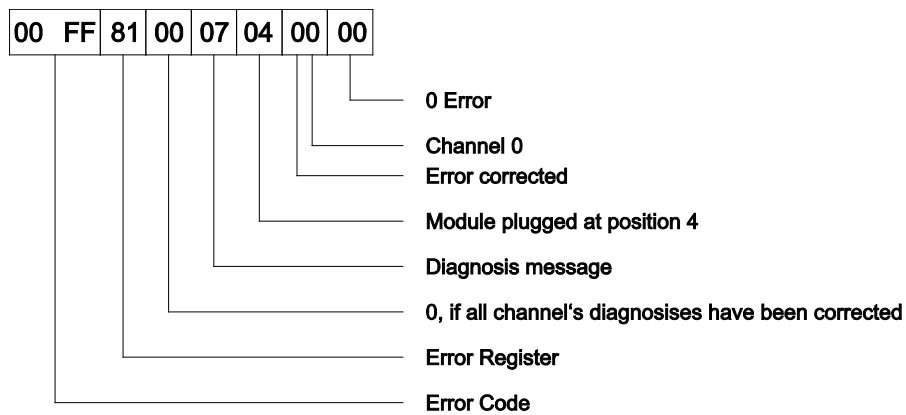 00 FF 81 00 07 04 00 00
0 Error
Channel 0
Error corrected
Module plugged at position 4
Diagnosis message
0, if all channel's diagnosises have been corrected
Error Register
Error Code